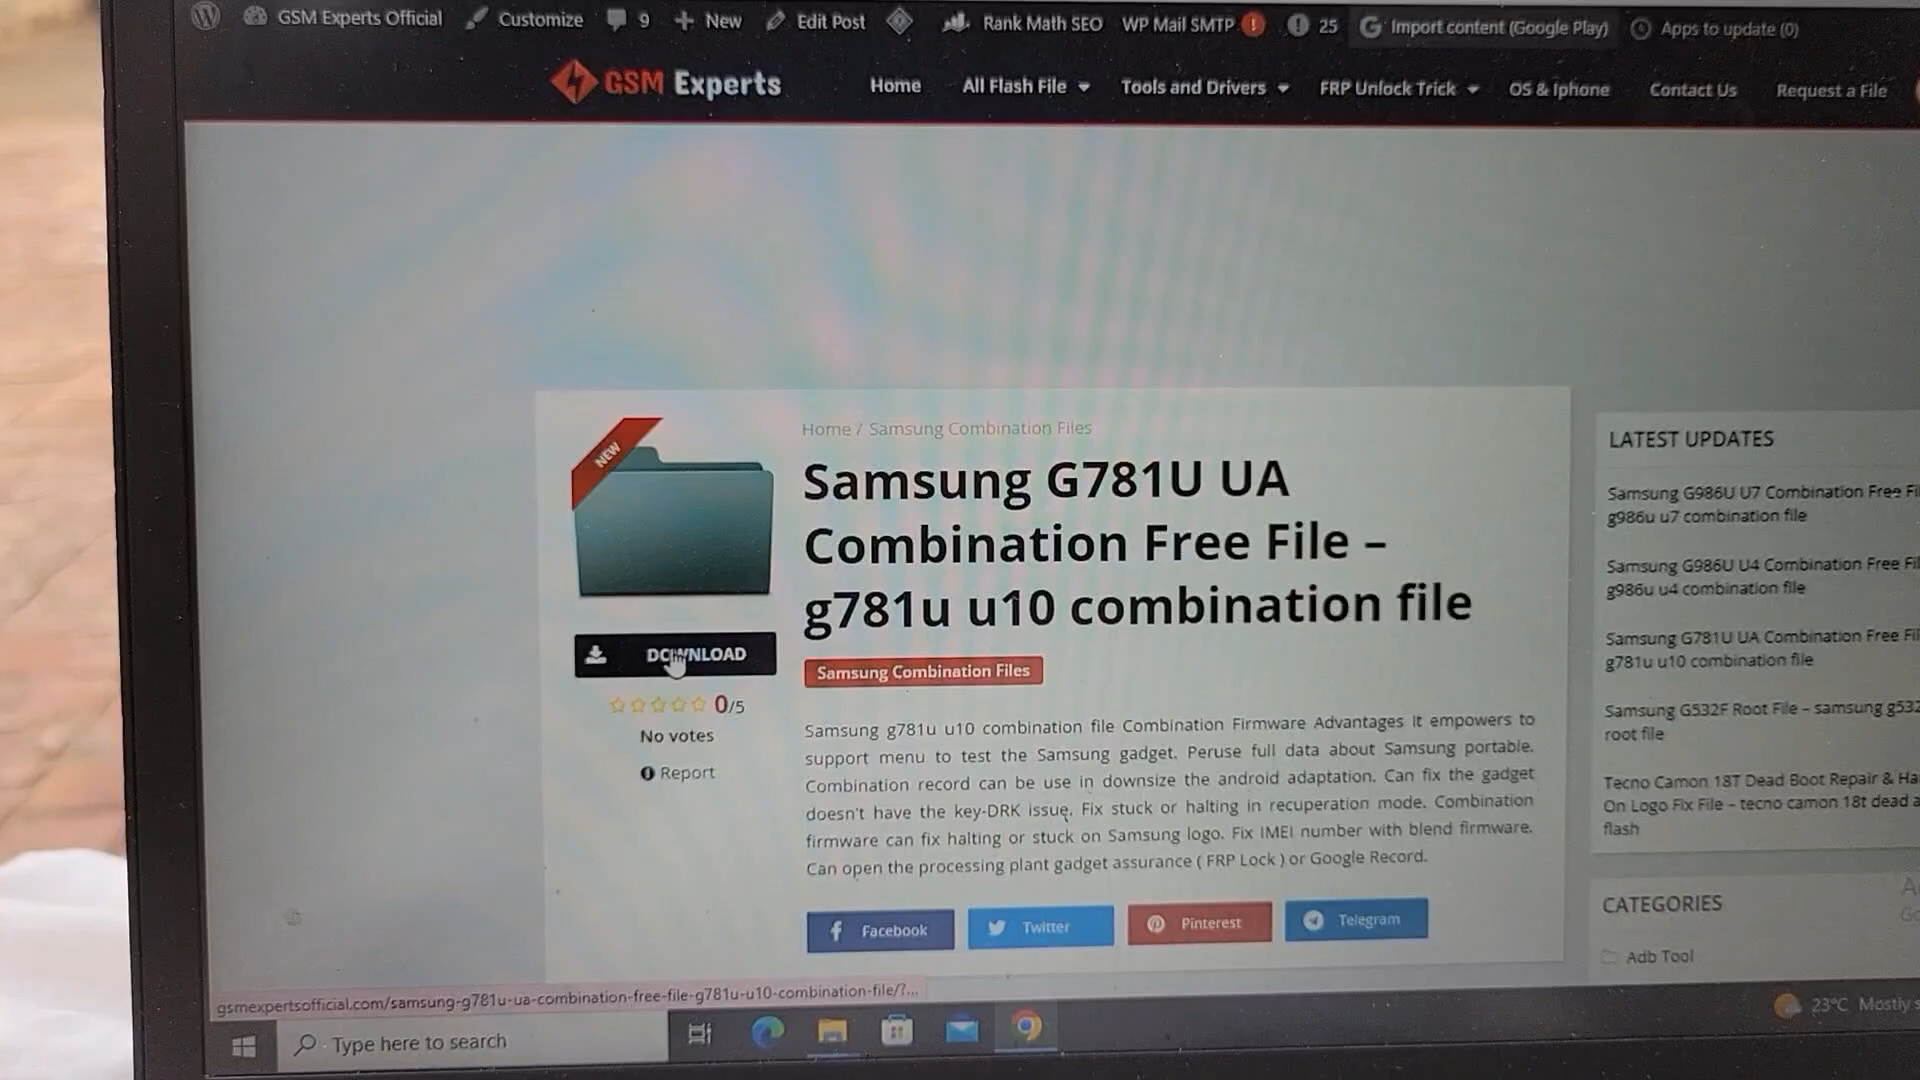 GSM Experts Official Customize 9 New Edit Post Rank Math SEO WP Mail SMTP ! 25 Import content (Google Play) Apps to update (0)
GSM Experts Home All Flash File Tools and Drivers FRP Unlock Trick OS & Iphone Contact Us Request a File
NEW
DOWNLOAD
0/5
No votes
Report
Home / Samsung Combination Files
Samsung G781U UA
Combination Free File –
g781u u10 combination file
Samsung Combination Files
Samsung g781u u10 combination file Combination Firmware Advantages It empowers to
support menu to test the Samsung gadget. Peruse full data about Samsung portable.
Combination record can be use in downsize the android adaptation. Can fix the gadget
doesn't have the key-DRK issue. Fix stuck or halting in recuperation mode. Combination
firmware can fix halting or stuck on Samsung logo. Fix IMEI number with blend firmware.
Can open the processing plant gadget assurance ( FRP Lock ) or Google Record.
Facebook Twitter Pinterest Telegram
LATEST UPDATES
Samsung G986U U7 Combination Free Fi
g986u u7 combination file
Samsung G986U U4 Combination Free Fi
g986u u4 combination file
Samsung G781U UA Combination Free Fi
g781u u10 combination file
Samsung G532F Root File – samsung g532
root file
Tecno Camon 18T Dead Boot Repair & Ha
On Logo Fix File – tecno camon 18t dead a
flash
CATEGORIES
Adb Tool
gsmexpertsofficial.com/samsung-g781u-ua-combination-free-file-g781u-u10-combination-file/?...
Type here to search
23°C Mostly s